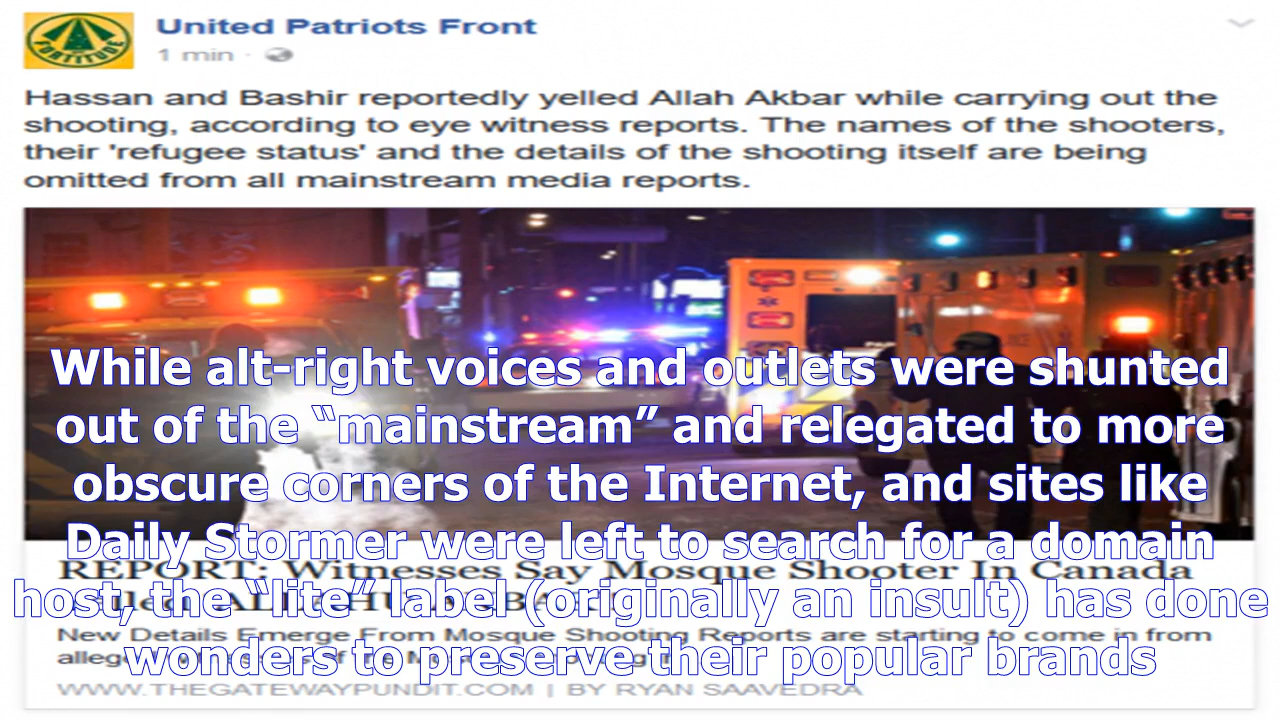 FORTITUDE
United Patriots Front
1 min ·
Hassan and Bashir reportedly yelled Allah Akbar while carrying out the
shooting, according to eye witness reports. The names of the shooters,
their 'refugee status' and the details of the shooting itself are being
omitted from all mainstream media reports.
While alt-right voices and outlets were shunted
out of the “mainstream” and relegated to more
obscure corners of the Internet, and sites like
Daily Stormer were left to search for a domain
REPORT: Witnesses Say Mosque Shooter In Canada
host, the “lite” label (originally an insult) has done
New Details Emerge From Mosque Shooting Reports are starting to come in from
wonders to preserve their popular brands
WWW.THEGATEWAYPUNDIT.COM | BY RYAN SAAVEDRA